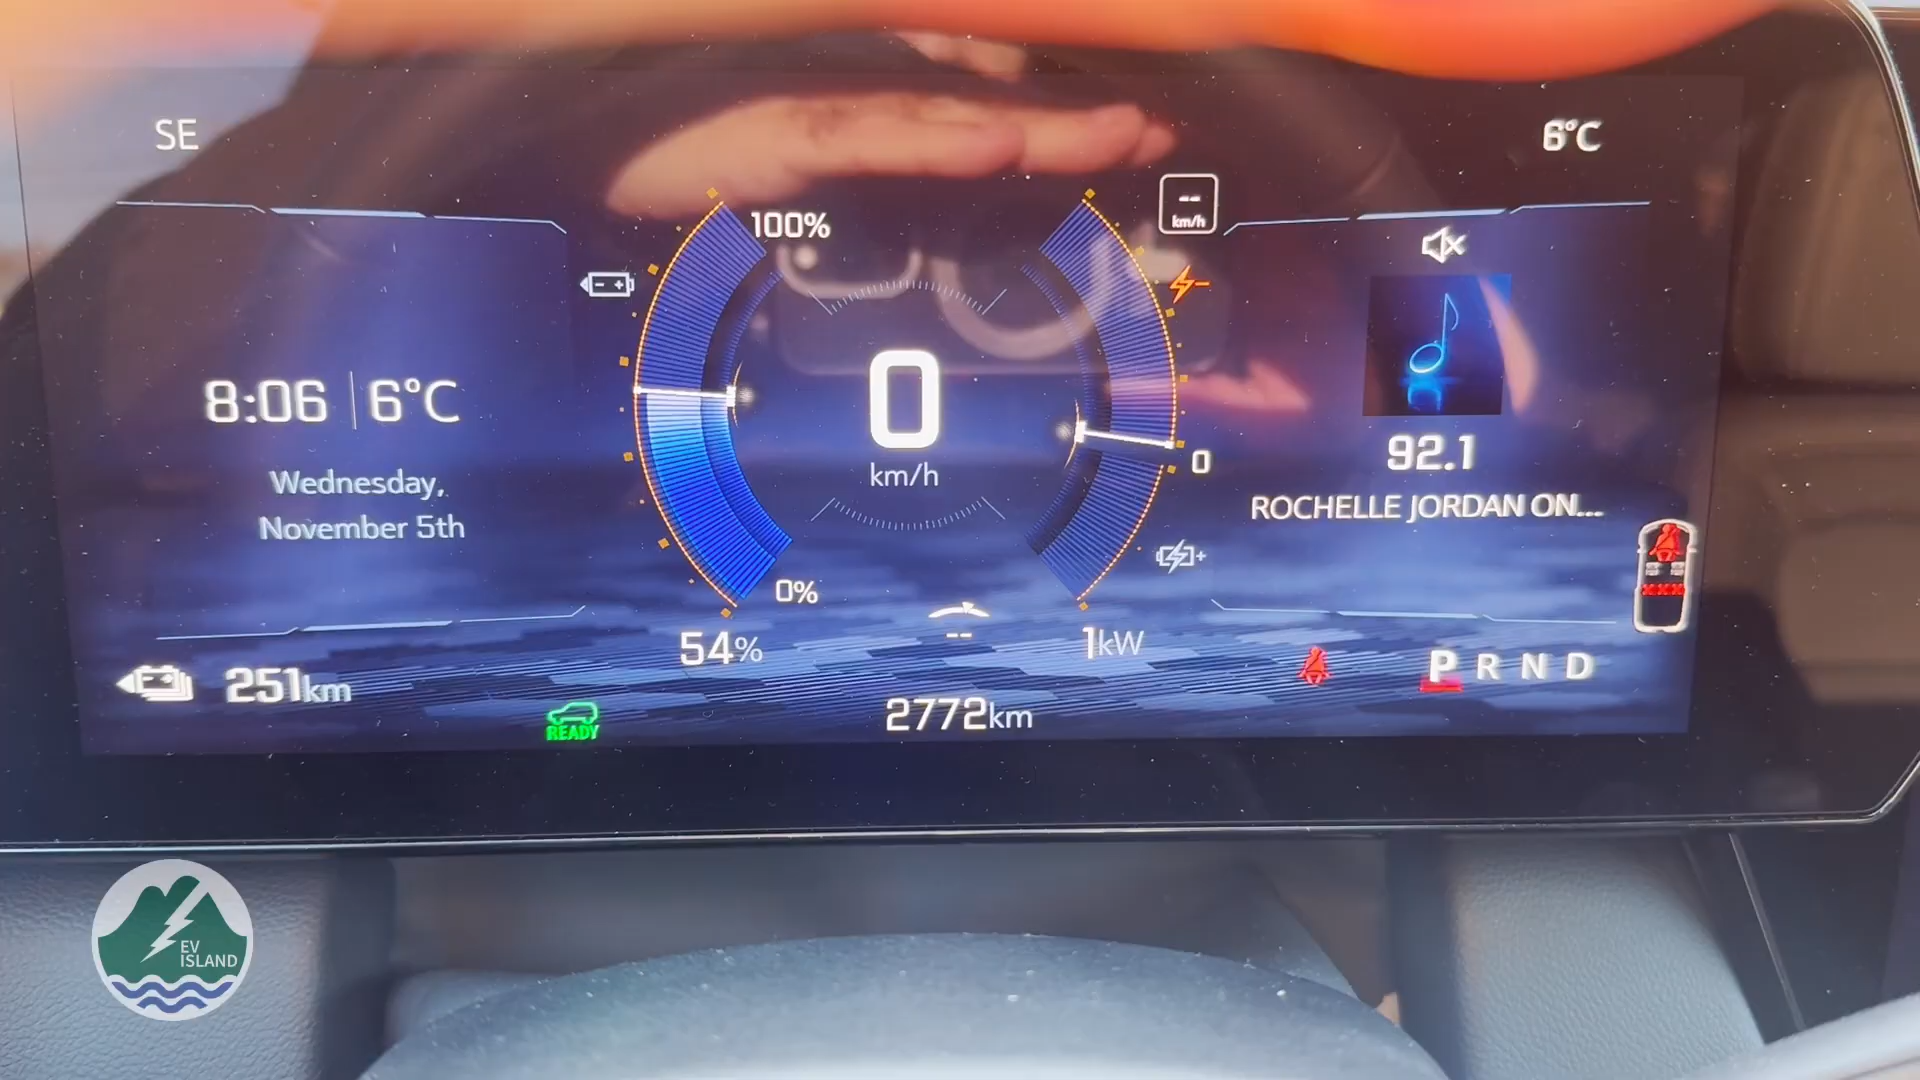 SE
6°C
100%
--
km/h
8:06 6°C
Wednesday,
November 5th
0
km/h
0
92.1
ROCHELLE JORDAN ON...
0%
54%
--
1kW
251km
READY
2772km
P R N D
EV
ISLAND